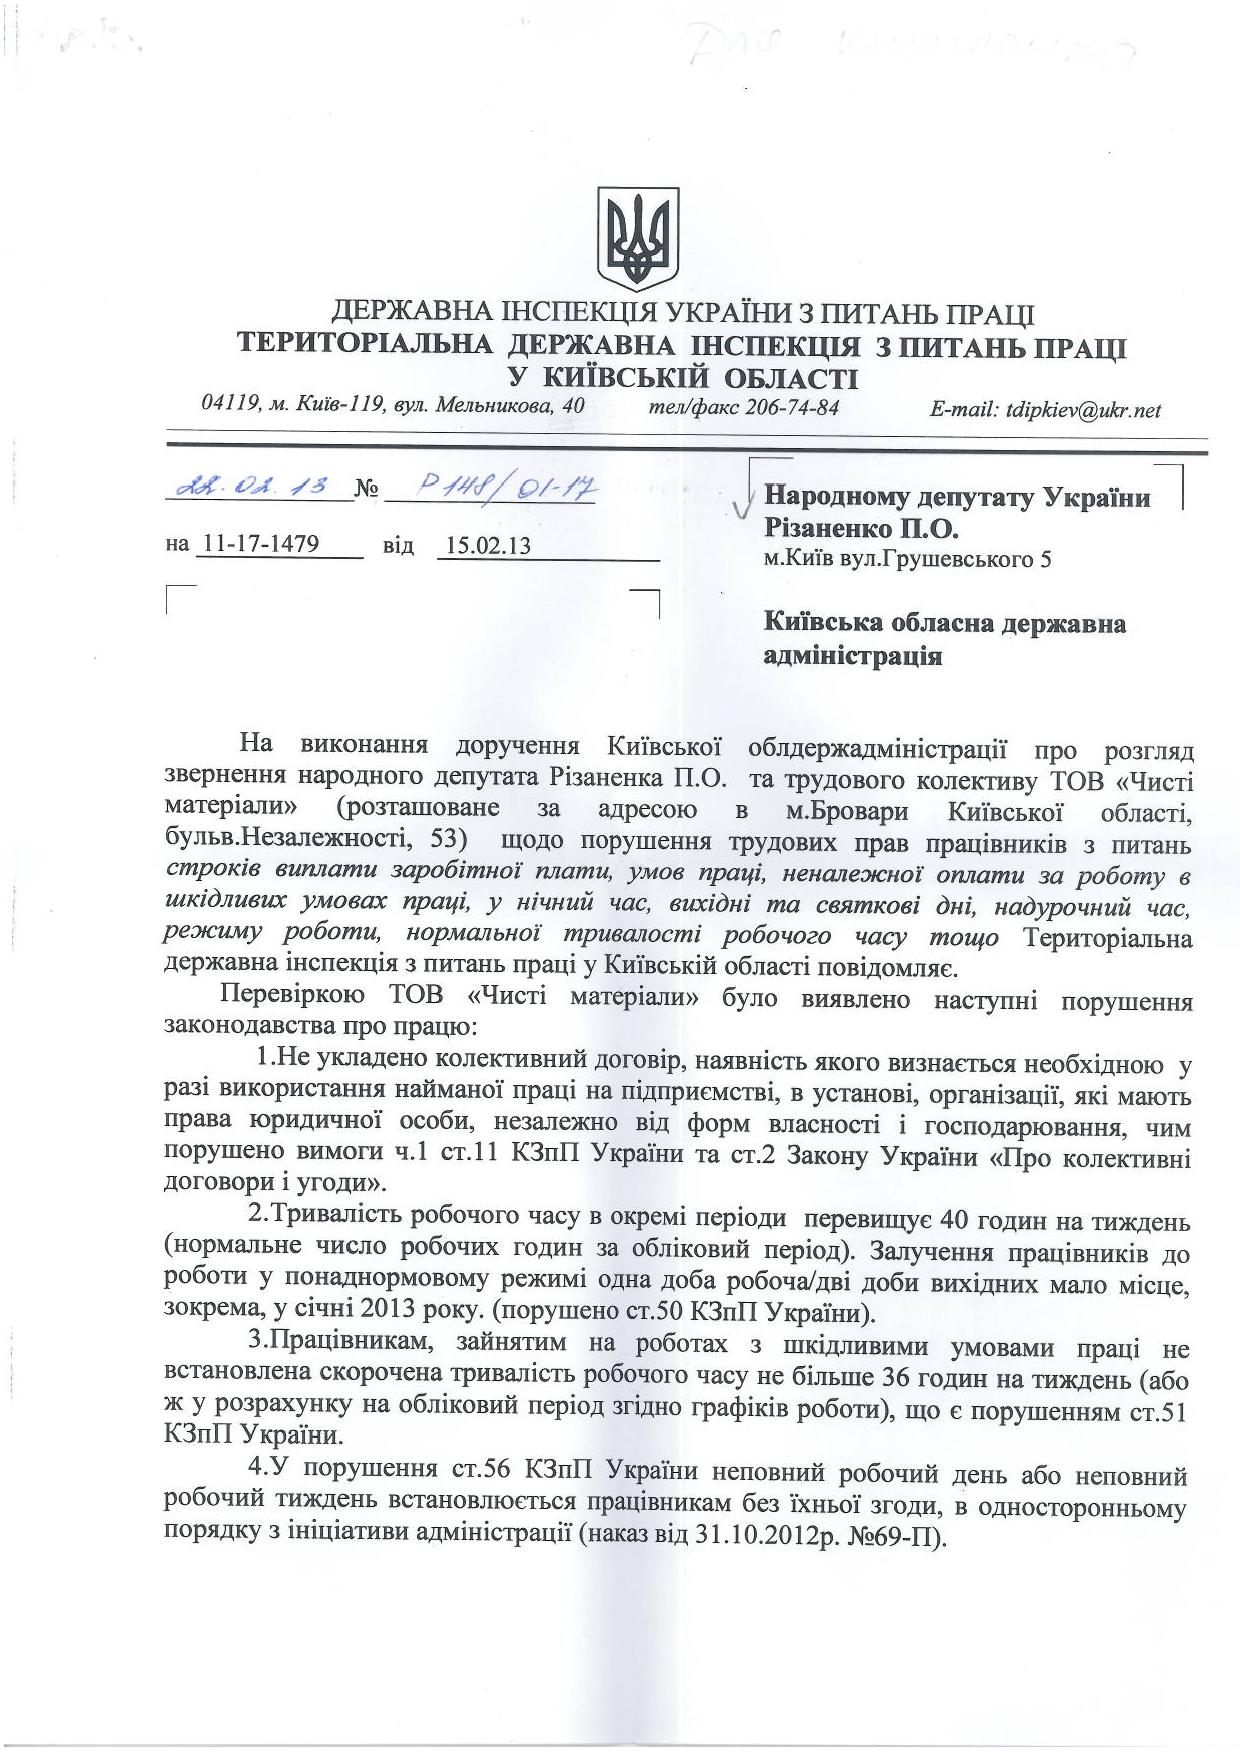 Для
ДЕРЖАВНА ІНСПЕКЦІЯ УКРАЇНИ З ПИТАНЬ ПРАЦІ
ТЕРИТОРІАЛЬНА ДЕРЖАВНА ІНСПЕКЦІЯ З ПИТАНЬ ПРАЦІ
У КИЇВСЬКІЙ ОБЛАСТІ
04119, м. Київ-119, вул. Мельникова, 40 тел/факс 206-74-84 E-mail: tdipkiev@ukr.net
22.02.13 № Р148/01-17
на 11-17-1479 від 15.02.13
Народному депутату України
Різаненко П.О.
м.Київ вул.Грушевського 5
Київська обласна державна
адміністрація
На виконання доручення Київської облдержадміністрації про розгляд
звернення народного депутата Різаненка П.О. та трудового колективу ТОВ «Чисті
матеріали» (розташоване за адресою в м.Бровари Київської області,
бульв.Незалежності, 53) щодо порушення трудових прав працівників з питань
строків виплати заробітної плати, умов праці, неналежної оплати за роботу в
шкідливих умовах праці, у нічний час, вихідні та святкові дні, надурочний час,
режиму роботи, нормальної тривалості робочого часу тощо Територіальна
державна інспекція з питань праці у Київській області повідомляє.
Перевіркою ТОВ «Чисті матеріали» було виявлено наступні порушення
законодавства про працю:
1.Не укладено колективний договір, наявність якого визнається необхідною у
разі використання найманої праці на підприємстві, в установі, організації, які мають
права юридичної особи, незалежно від форм власності і господарювання, чим
порушено вимоги ч.1 ст.11 КЗпП України та ст.2 Закону України «Про колективні
договори і угоди».
2.Тривалість робочого часу в окремі періоди перевищує 40 годин на тиждень
(нормальне число робочих годин за обліковий період). Залучення працівників до
роботи у понаднормовому режимі одна доба робоча/дві доби вихідних мало місце,
зокрема, у січні 2013 року. (порушено ст.50 КЗпП України).
3.Працівникам, зайнятим на роботах з шкідливими умовами праці не
встановлена скорочена тривалість робочого часу не більше 36 годин на тиждень (або
ж у розрахунку на обліковий період згідно графіків роботи), що є порушенням ст.51
КЗпП України.
4.У порушення ст.56 КЗпП України неповний робочий день або неповний
робочий тиждень встановлюється працівникам без їхньої згоди, в односторонньому
порядку з ініціативи адміністрації (наказ від 31.10.2012р. №69-П).